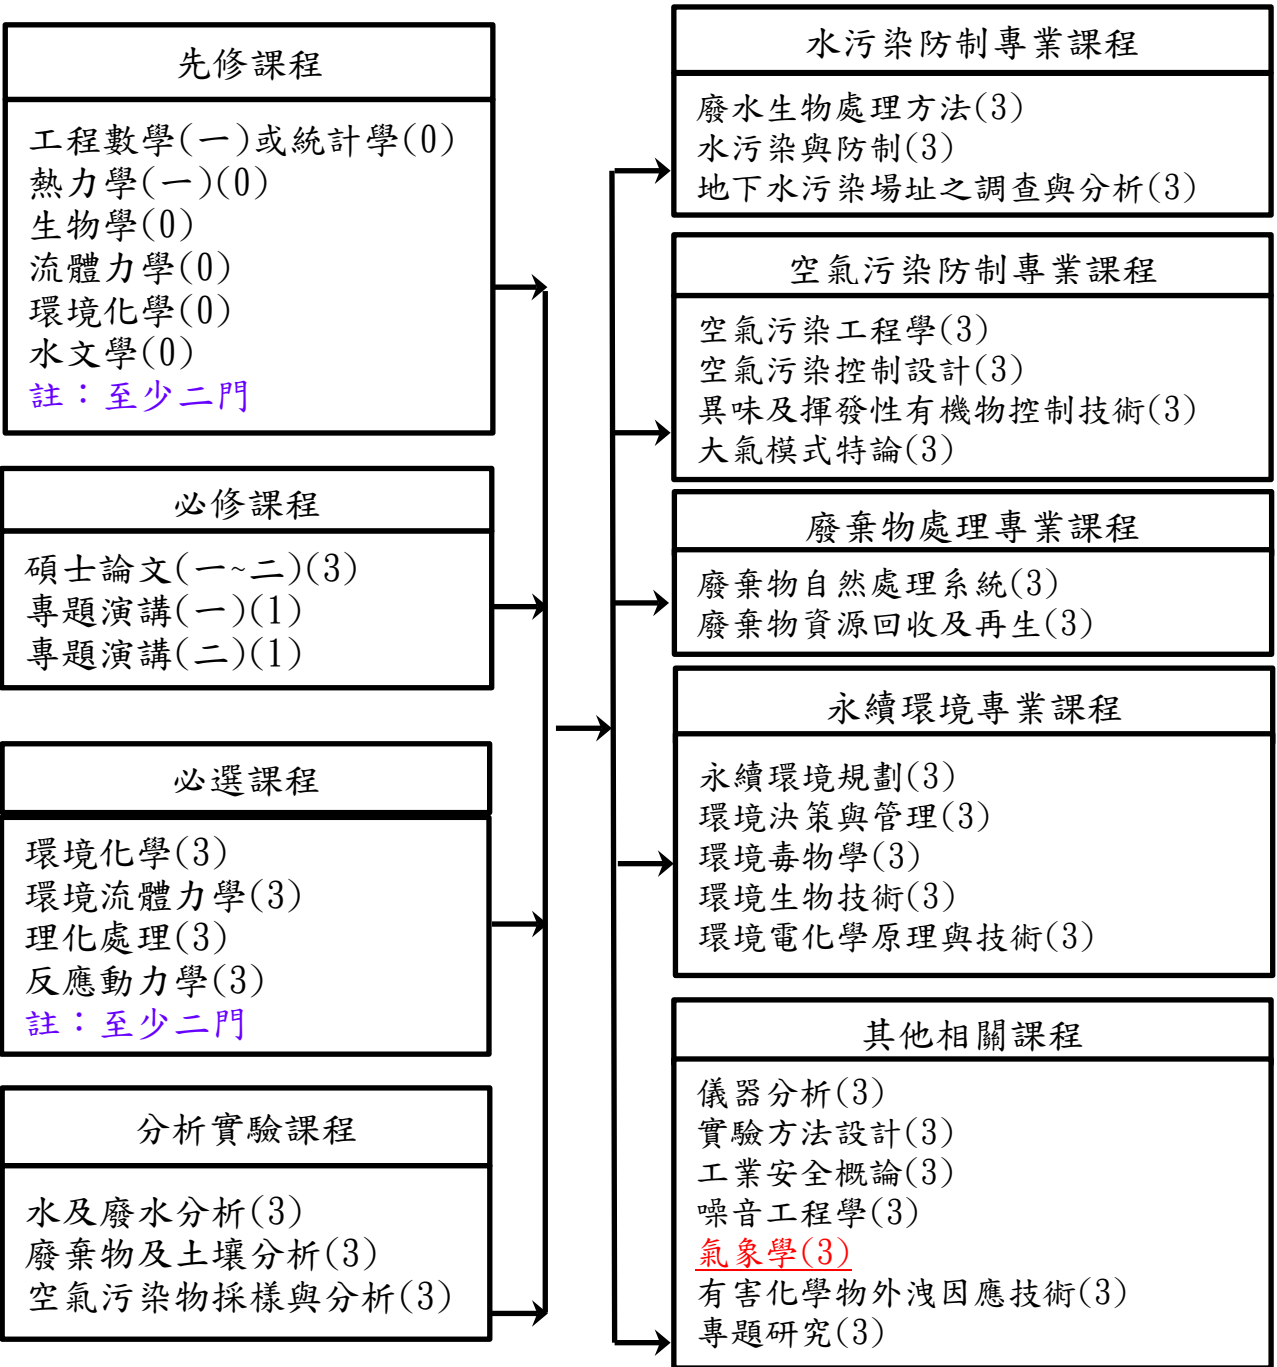 先修課程
工程數學(一)或統計學(0)
熱力學(一)(0)
生物學(0)
流體力學(0)
環境化學(0)
水文學(0)
註：至少二門
必修課程
碩士論文(一~二)(3)
專題演講(一)(1)
專題演講(二)(1)
必選課程
環境化學(3)
環境流體力學(3)
理化處理(3)
反應動力學(3)
註：至少二門
分析實驗課程
水及廢水分析(3)
廢棄物及土壤分析(3)
空氣污染物採樣與分析(3)
水污染防制專業課程
廢水生物處理方法(3)
水污染與防制(3)
地下水污染場址之調查與分析(3)
空氣污染防制專業課程
空氣污染工程學(3)
空氣污染控制設計(3)
異味及揮發性有機物控制技術(3)
大氣模式特論(3)
廢棄物處理專業課程
廢棄物自然處理系統(3)
廢棄物資源回收及再生(3)
永續環境專業課程
永續環境規劃(3)
環境決策與管理(3)
環境毒物學(3)
環境生物技術(3)
環境電化學原理與技術(3)
其他相關課程
儀器分析(3)
實驗方法設計(3)
工業安全概論(3)
噪音工程學(3)
氣象學(3)
有害化學物外洩因應技術(3)
專題研究(3)